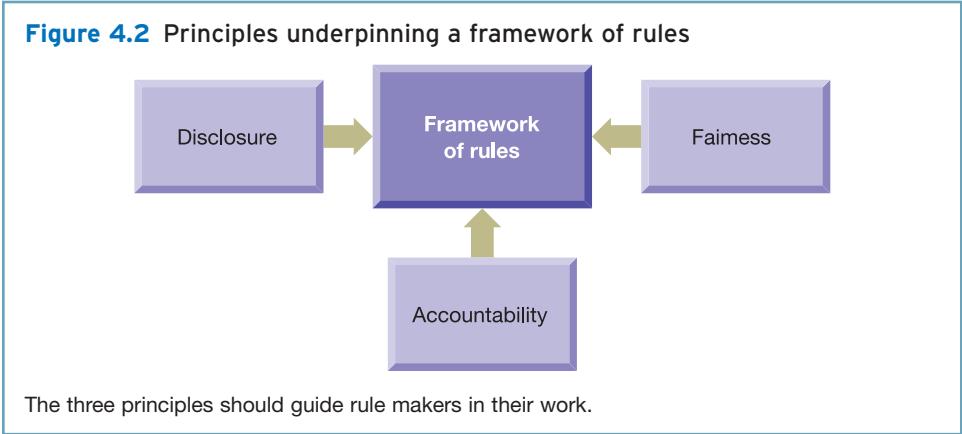 Figure 4.2 Principles underpinning a framework of rules
Disclosure
Framework
of rules
Faimess
Accountability
The three principles should guide rule makers in their work.